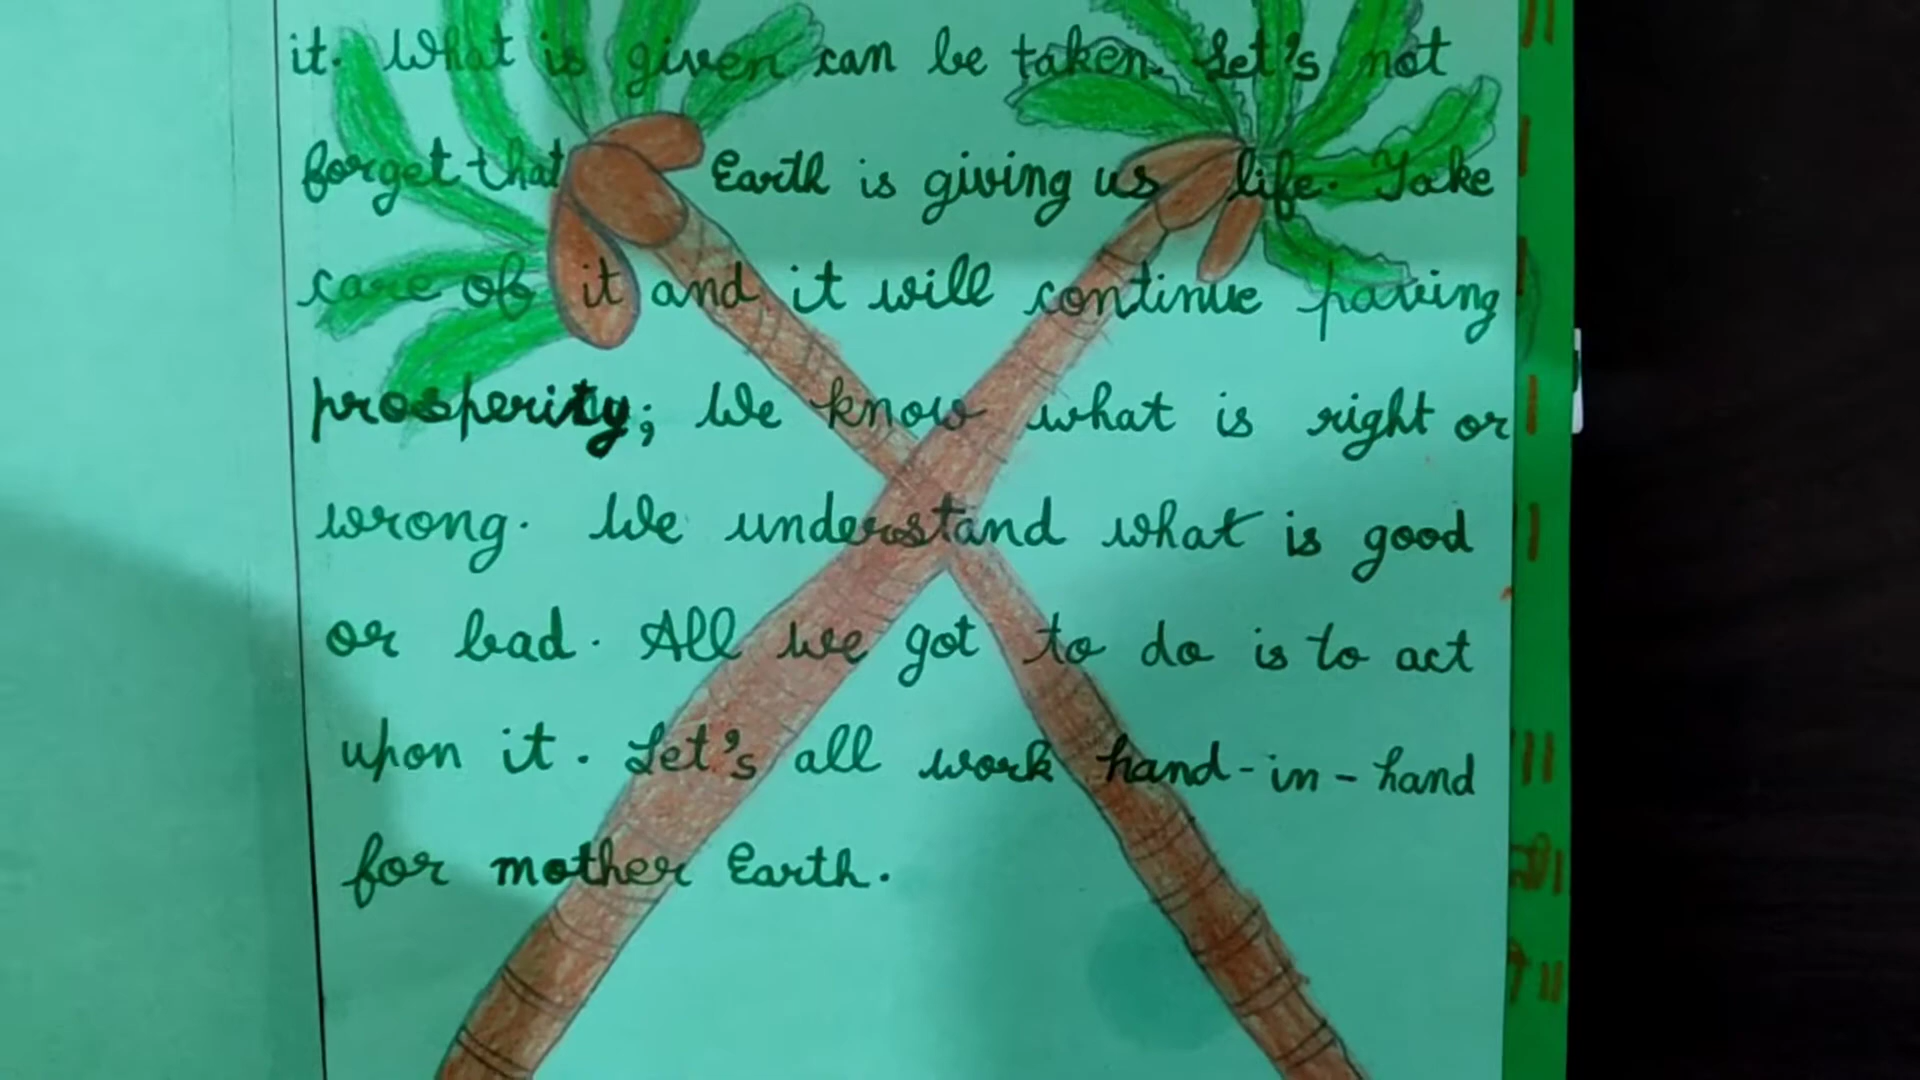 it. What is given can be taken. Let's not
forget that Earth is giving us life. Take
care of it and it will continue paving
prosperity; We know what is right or
wrong. We understand what is good
or bad. All we got to do is to act
upon it. Let's all work hand-in-hand
for mother Earth.